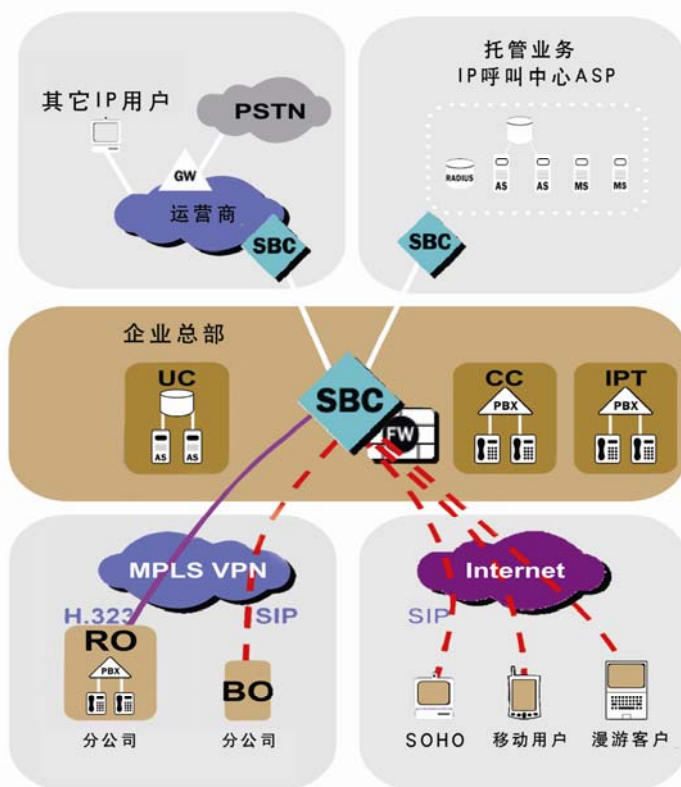 其它IP用户
PSTN
GW
运营商
SBC
托管业务
IP呼叫中心ASP
RADIUS
AS
AS
MS
MS
SBC
企业总部
UC
AS
AS
SBC
FW
CC
PBX
IPT
PBX
MPLS VPN
H.323
SIP
RO
PBX
分公司
BO
分公司
Internet
SIP
SOHO
移动用户
漫游客户